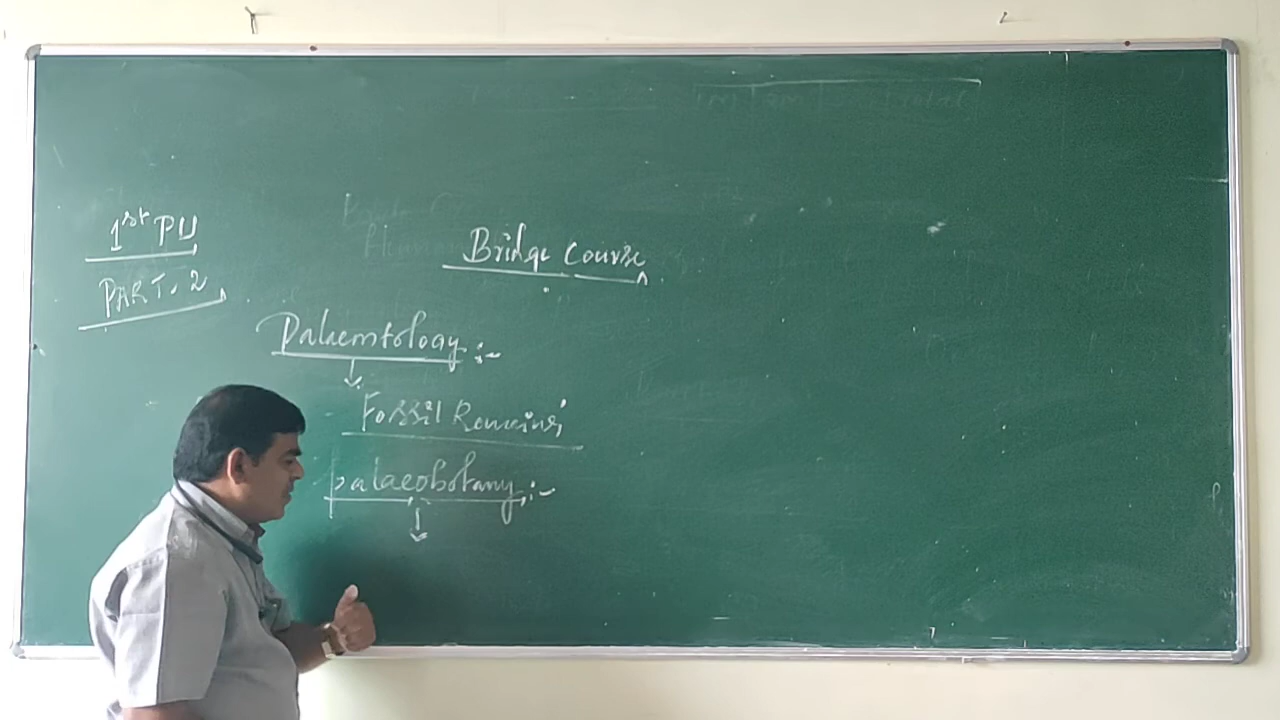 1st PU
PART. 2
Bridge Course
Palaentology :-
Fossil Remains'
palaeobotany :-